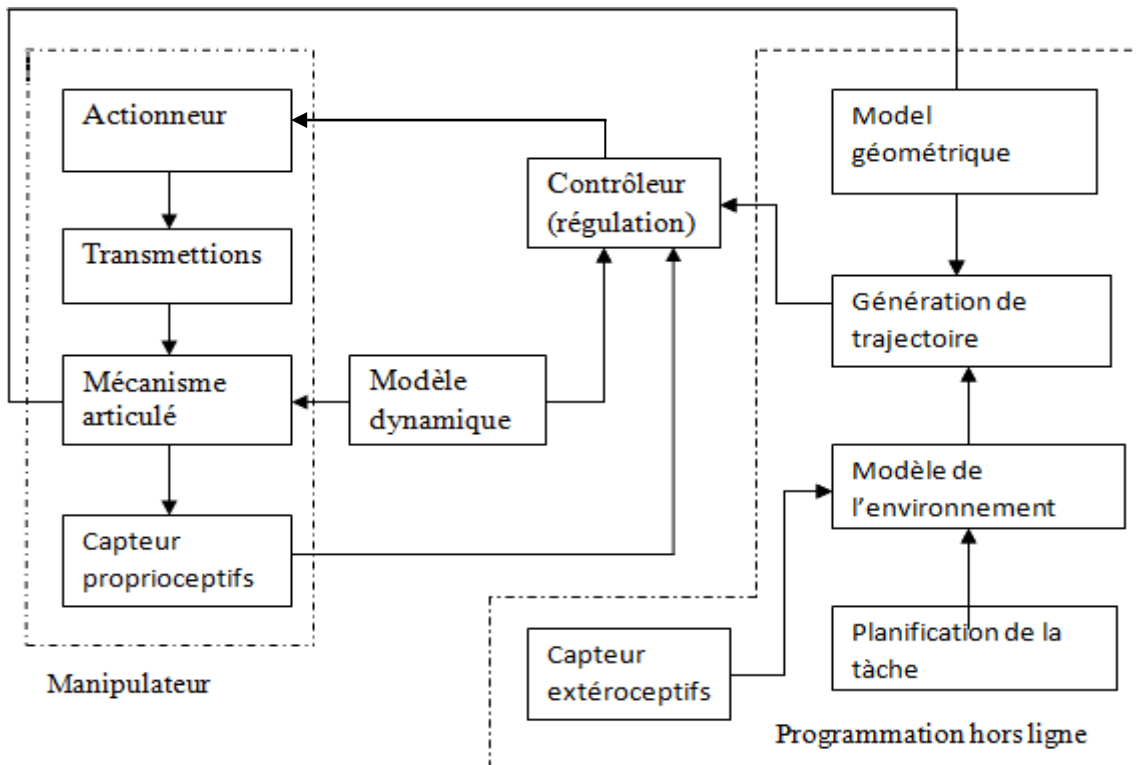 Actionneur
Transmettions
Mécanisme
articulé
Capteur
proprioceptifs
Manipulateur
Modèle
dynamique
Contrôleur
(régulation)
Model
géométrique
Génération de
trajectoire
Modèle de
l'environnement
Planification de la
tàche
Capteur
extéroceptifs
Programmation hors ligne